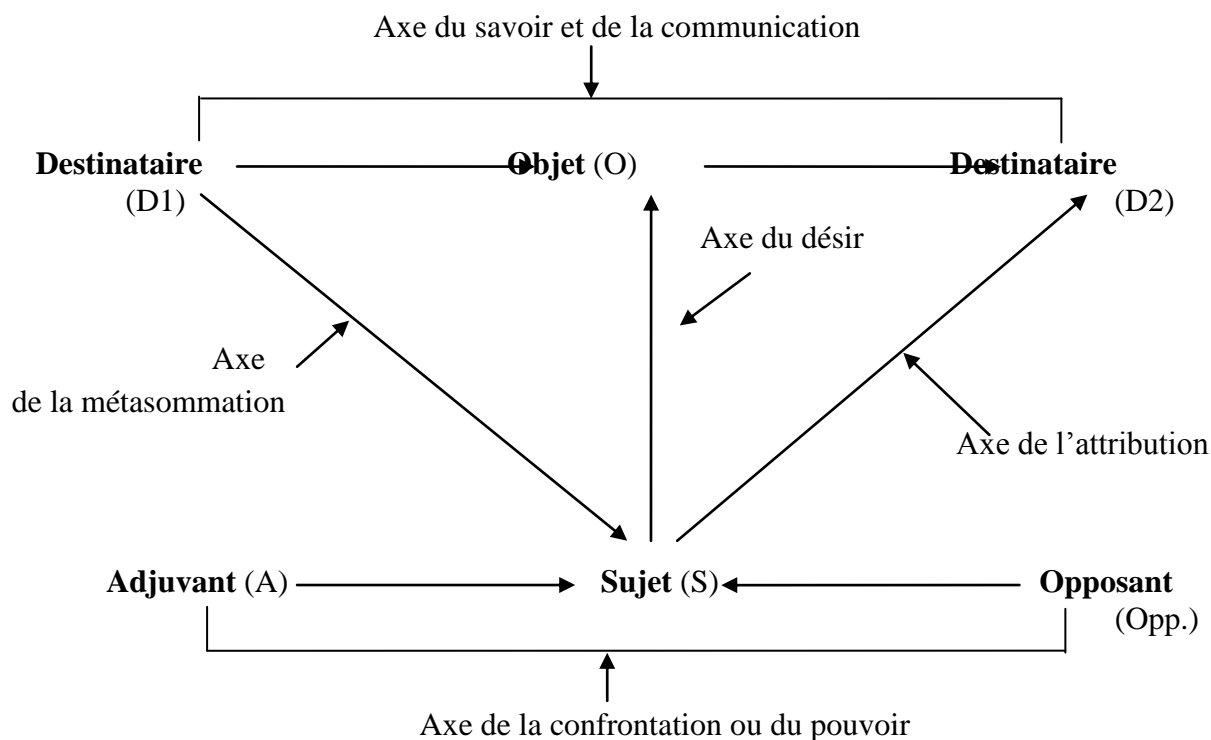 Axe du savoir et de la communication
Destinataire Objet (O) Destinataire
(D1) (D2)
Axe du désir
Axe
de la métasommation
Axe de l’attribution
Adjuvant (A) Sujet (S) Opposant
(Opp.)
Axe de la confrontation ou du pouvoir